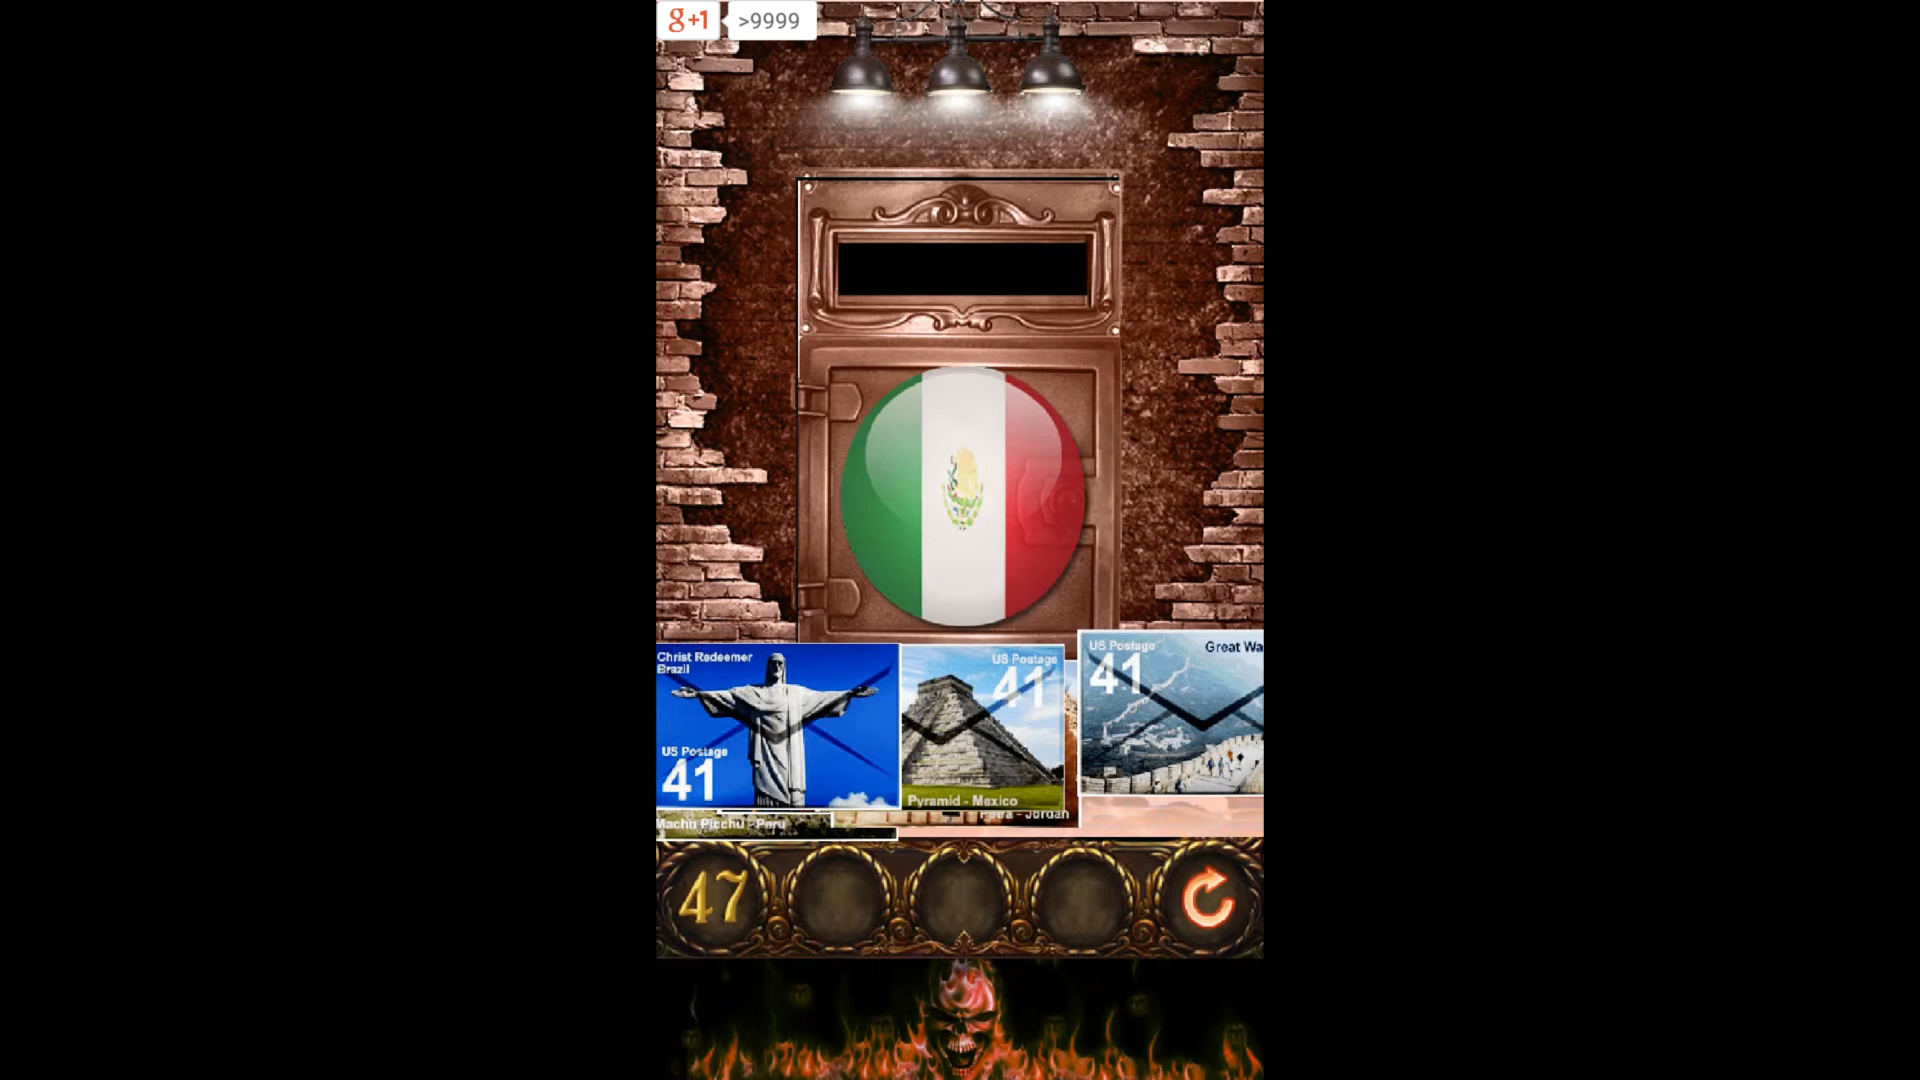 g+1 >9999
Christ Redeemer
Brazil
US Postage
41
US Postage
41
Pyramid - Mexico
US Postage
41
Great Wa
Machu Picchu - Peru
Petra - Jordan
47